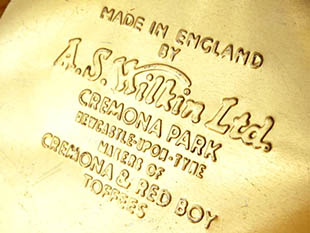 MADE IN ENGLAND
BY
A.S. Wilkin Ltd.
CREMONA PARK
NEWCASTLE-UPON-TYNE
MAKERS OF
CREMONA & RED BOY
TOFFEES